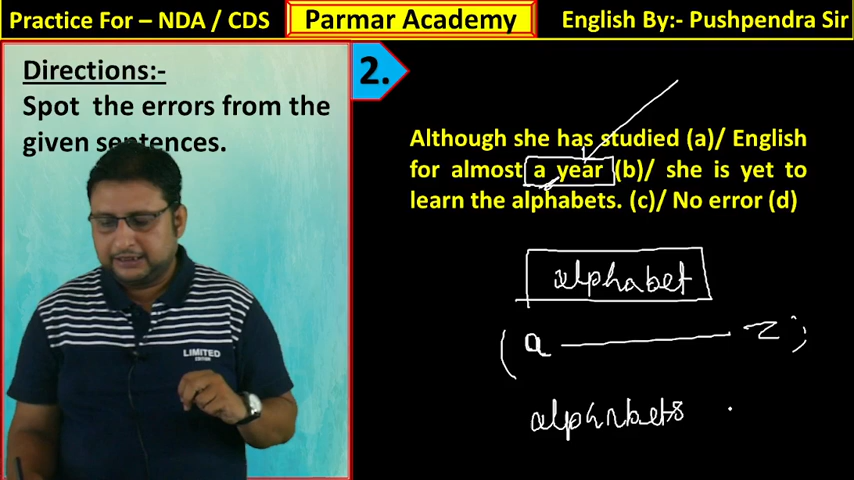 Practice For – NDA / CDS
Parmar Academy
English By:- Pushpendra Sir
Directions:-
Spot the errors from the
given sentences.
2.
Although she has studied (a)/ English
for almost a year (b)/ she is yet to
learn the alphabets. (c)/ No error (d)
alphabet
(a — z)
alphabets
LIMITED
EDITION